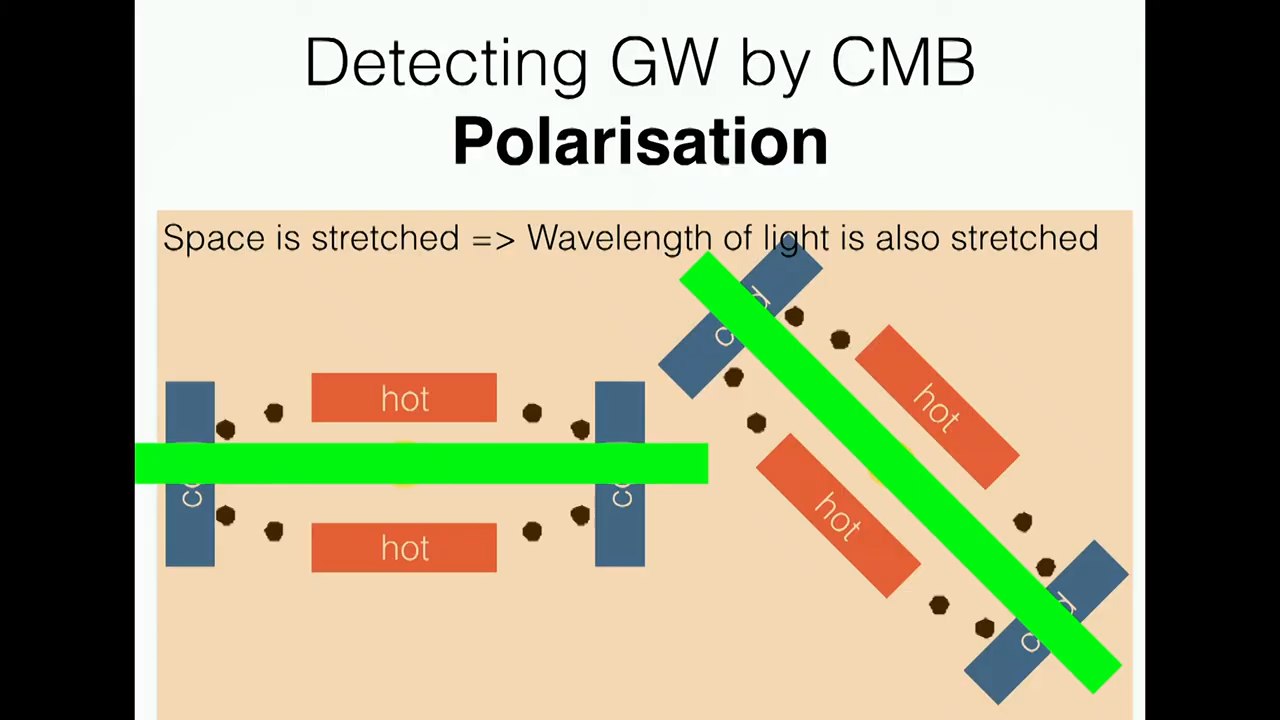 Detecting GW by CMB
Polarisation
Space is stretched => Wavelength of light is also stretched
hot
hot
hot
hot